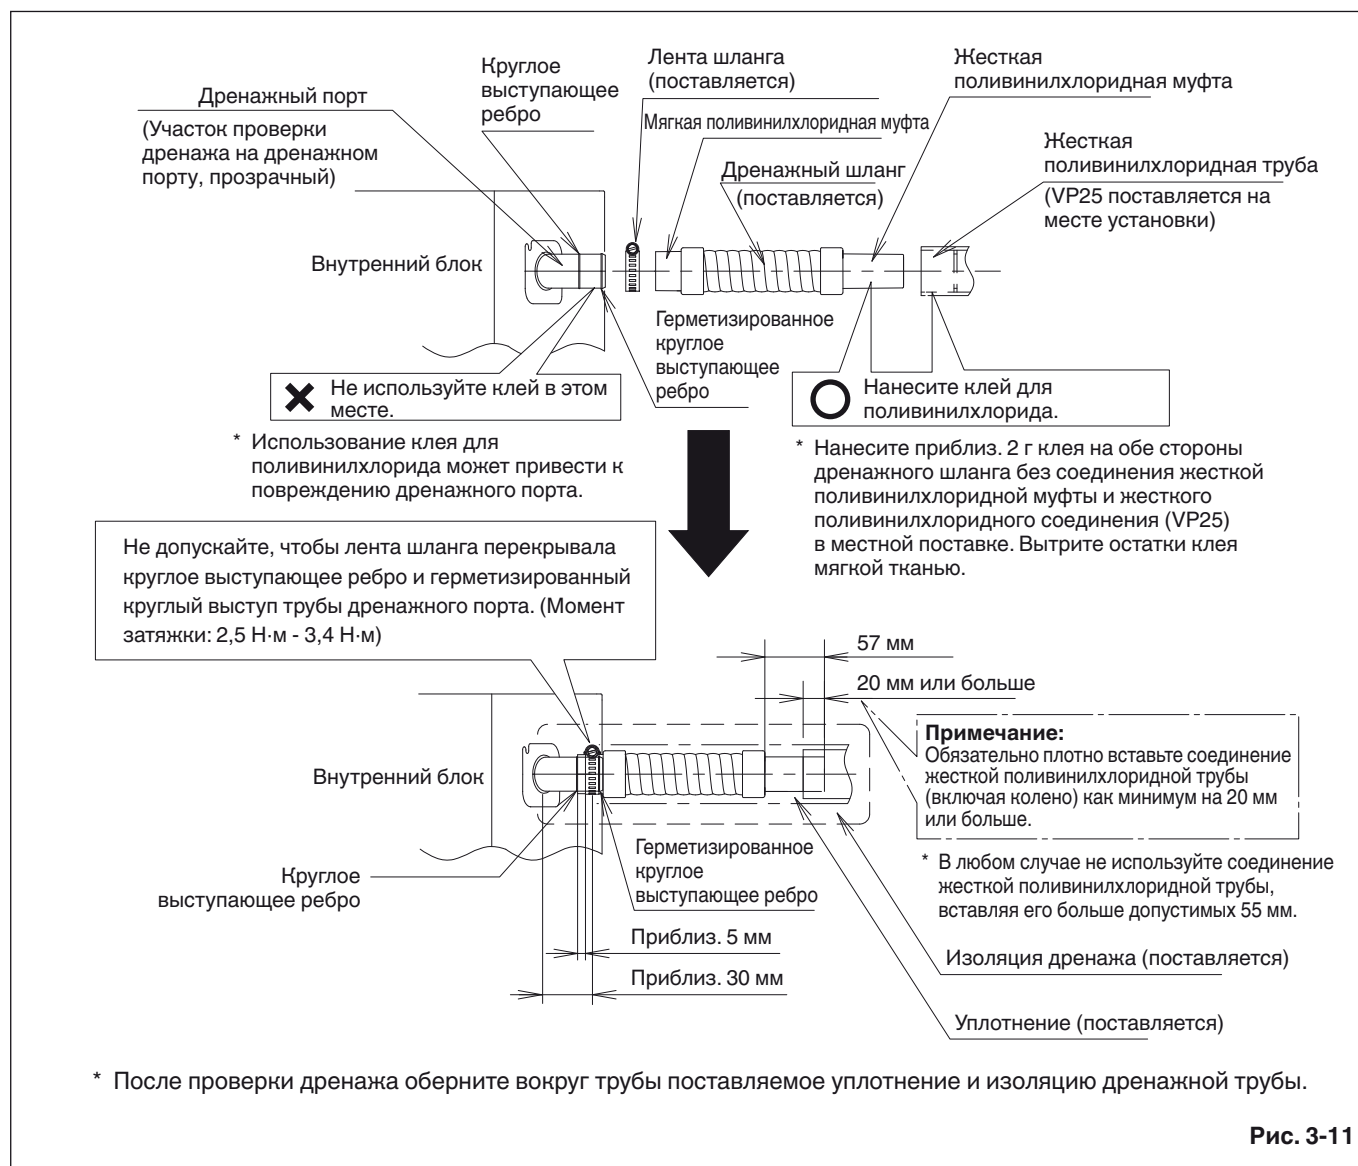 Круглое
выступающее
ребро
Лента шланга
(поставляется)
Жесткая
поливинилхлоридная муфта
Дренажный порт
(Участок проверки
дренажа на дренажном
порту, прозрачный)
Мягкая поливинилхлоридная муфта
Дренажный шланг
(поставляется)
Жесткая
поливинилхлоридная труба
(VP25 поставляется на
месте установки)
Внутренний блок
Герметизированное
круглое
выступающее
ребро
Не используйте клей в этом
месте.
Нанесите клей для
поливинилхлорида.
* Использование клея для
поливинилхлорида может привести к
повреждению дренажного порта.
* Нанесите приблиз. 2 г клея на обе стороны
дренажного шланга без соединения жесткой
поливинилхлоридной муфты и жесткого
поливинилхлоридного соединения (VP25)
в местной поставке. Вытрите остатки клея
мягкой тканью.
Не допускайте, чтобы лента шланга перекрывала
круглое выступающее ребро и герметизированный
круглый выступ трубы дренажного порта. (Момент
затяжки: 2,5 Н·м - 3,4 Н·м)
57 мм
20 мм или больше
Примечание:
Обязательно плотно вставьте соединение
жесткой поливинилхлоридной трубы
(включая колено) как минимум на 20 мм
или больше.
Внутренний блок
Круглое
выступающее ребро
Герметизированное
круглое
выступающее ребро
* В любом случае не используйте соединение
жесткой поливинилхлоридной трубы,
вставляя его больше допустимых 55 мм.
Приблиз. 5 мм
Приблиз. 30 мм
Изоляция дренажа (поставляется)
Уплотнение (поставляется)
* После проверки дренажа оберните вокруг трубы поставляемое уплотнение и изоляцию дренажной трубы.
Рис. 3-11